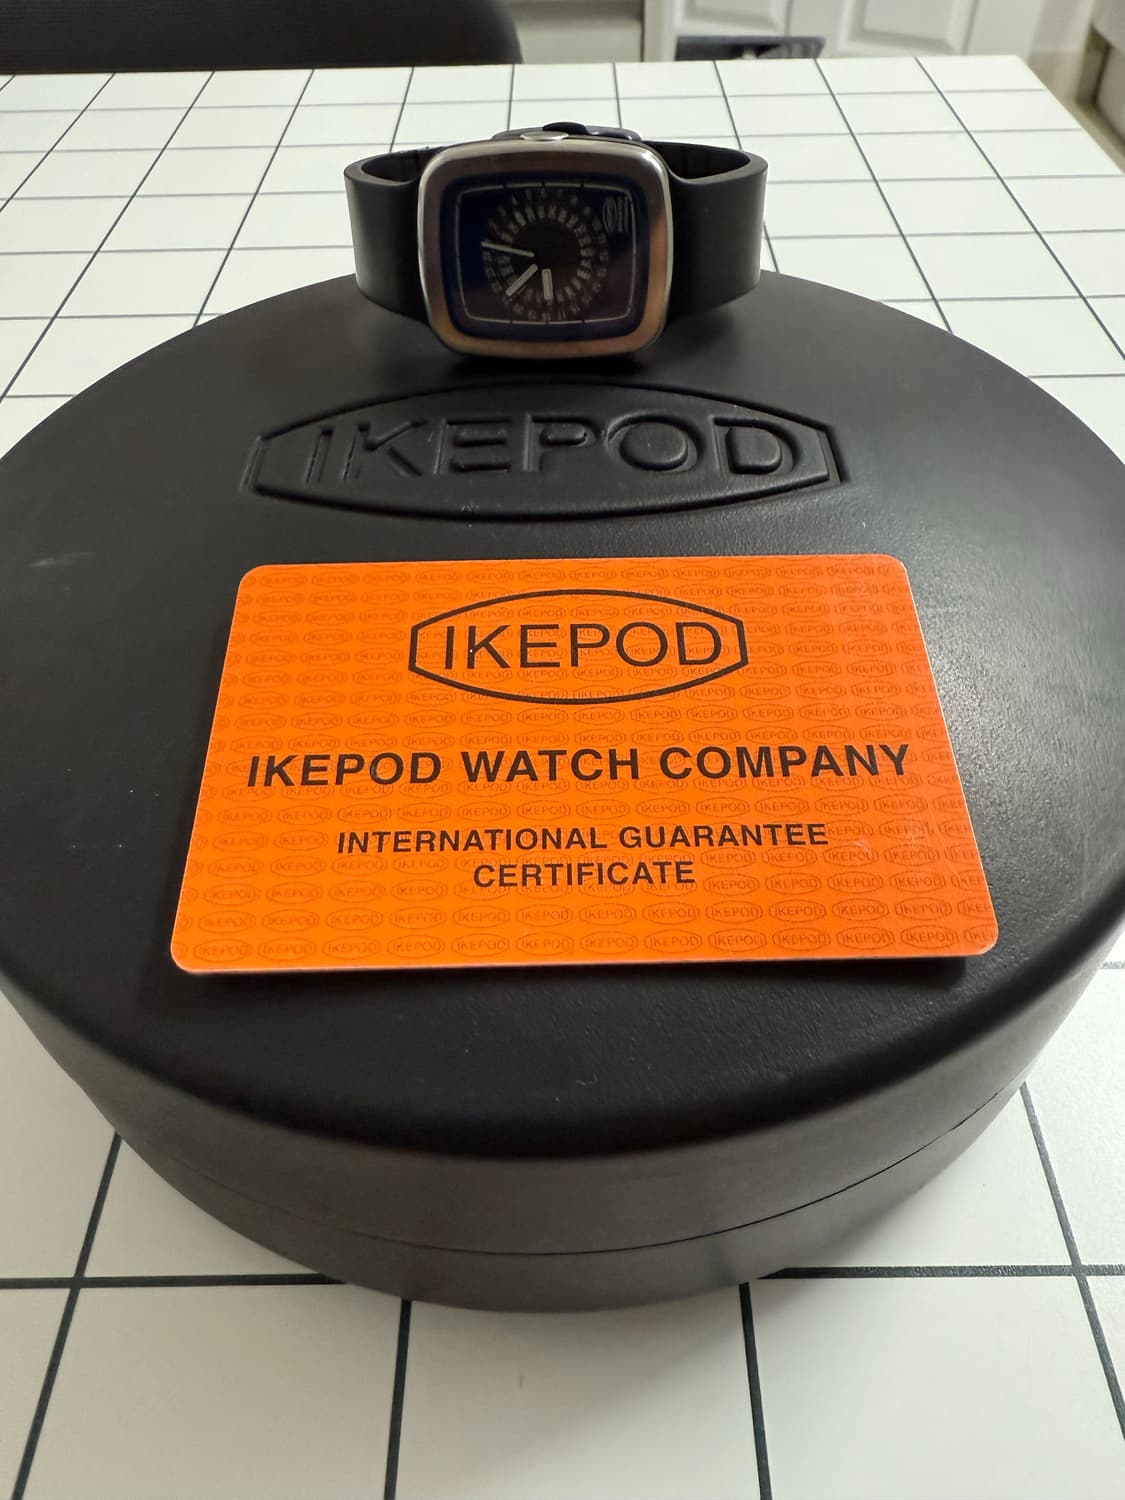 IKEPOD
IKEPOD
IKEPOD WATCH COMPANY
INTERNATIONAL GUARANTEE
CERTIFICATE